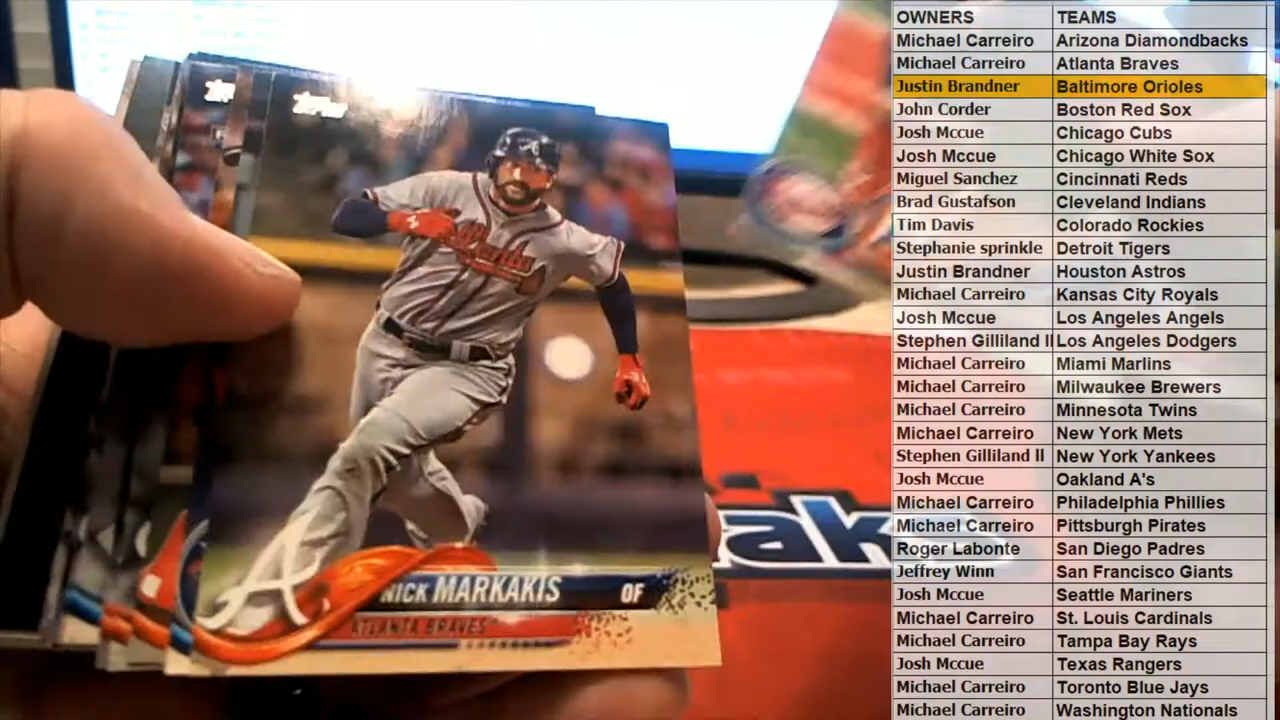 topps
NICK MARKAKIS OF
ATLANTA BRAVES
Braves
A
eak
OWNERS TEAMS
Michael Carreiro Arizona Diamondbacks
Michael Carreiro Atlanta Braves
Justin Brandner Baltimore Orioles
John Corder Boston Red Sox
Josh Mccue Chicago Cubs
Josh Mccue Chicago White Sox
Miguel Sanchez Cincinnati Reds
Brad Gustafson Cleveland Indians
Tim Davis Colorado Rockies
Stephanie sprinkle Detroit Tigers
Justin Brandner Houston Astros
Michael Carreiro Kansas City Royals
Josh Mccue Los Angeles Angels
Stephen Gilliland II Los Angeles Dodgers
Michael Carreiro Miami Marlins
Michael Carreiro Milwaukee Brewers
Michael Carreiro Minnesota Twins
Michael Carreiro New York Mets
Stephen Gilliland II New York Yankees
Josh Mccue Oakland A's
Michael Carreiro Philadelphia Phillies
Michael Carreiro Pittsburgh Pirates
Roger Labonte San Diego Padres
Jeffrey Winn San Francisco Giants
Josh Mccue Seattle Mariners
Michael Carreiro St. Louis Cardinals
Michael Carreiro Tampa Bay Rays
Josh Mccue Texas Rangers
Michael Carreiro Toronto Blue Jays
Michael Carreiro Washington Nationals